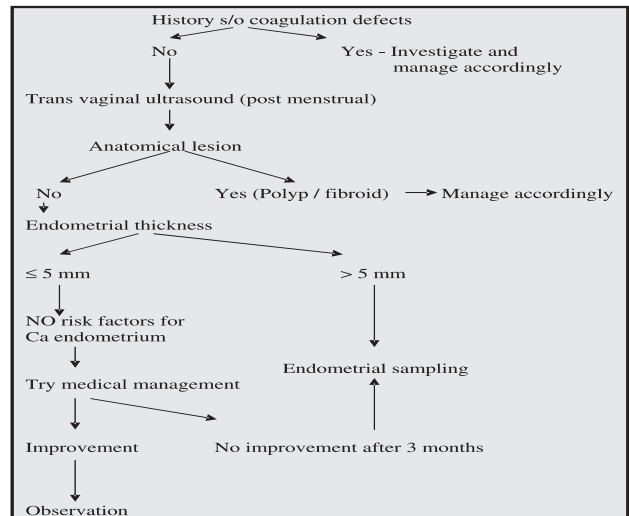 History s/o coagulation defects
No
Yes - Investigate and
manage accordingly
Trans vaginal ultrasound (post menstrual)
Anatomical lesion
No
Yes (Polyp / fibroid)
Manage accordingly
Endometrial thickness
≤ 5 mm
> 5 mm
NO risk factors for
Ca endometrium
Endometrial sampling
Try medical management
Improvement
No improvement after 3 months
Observation